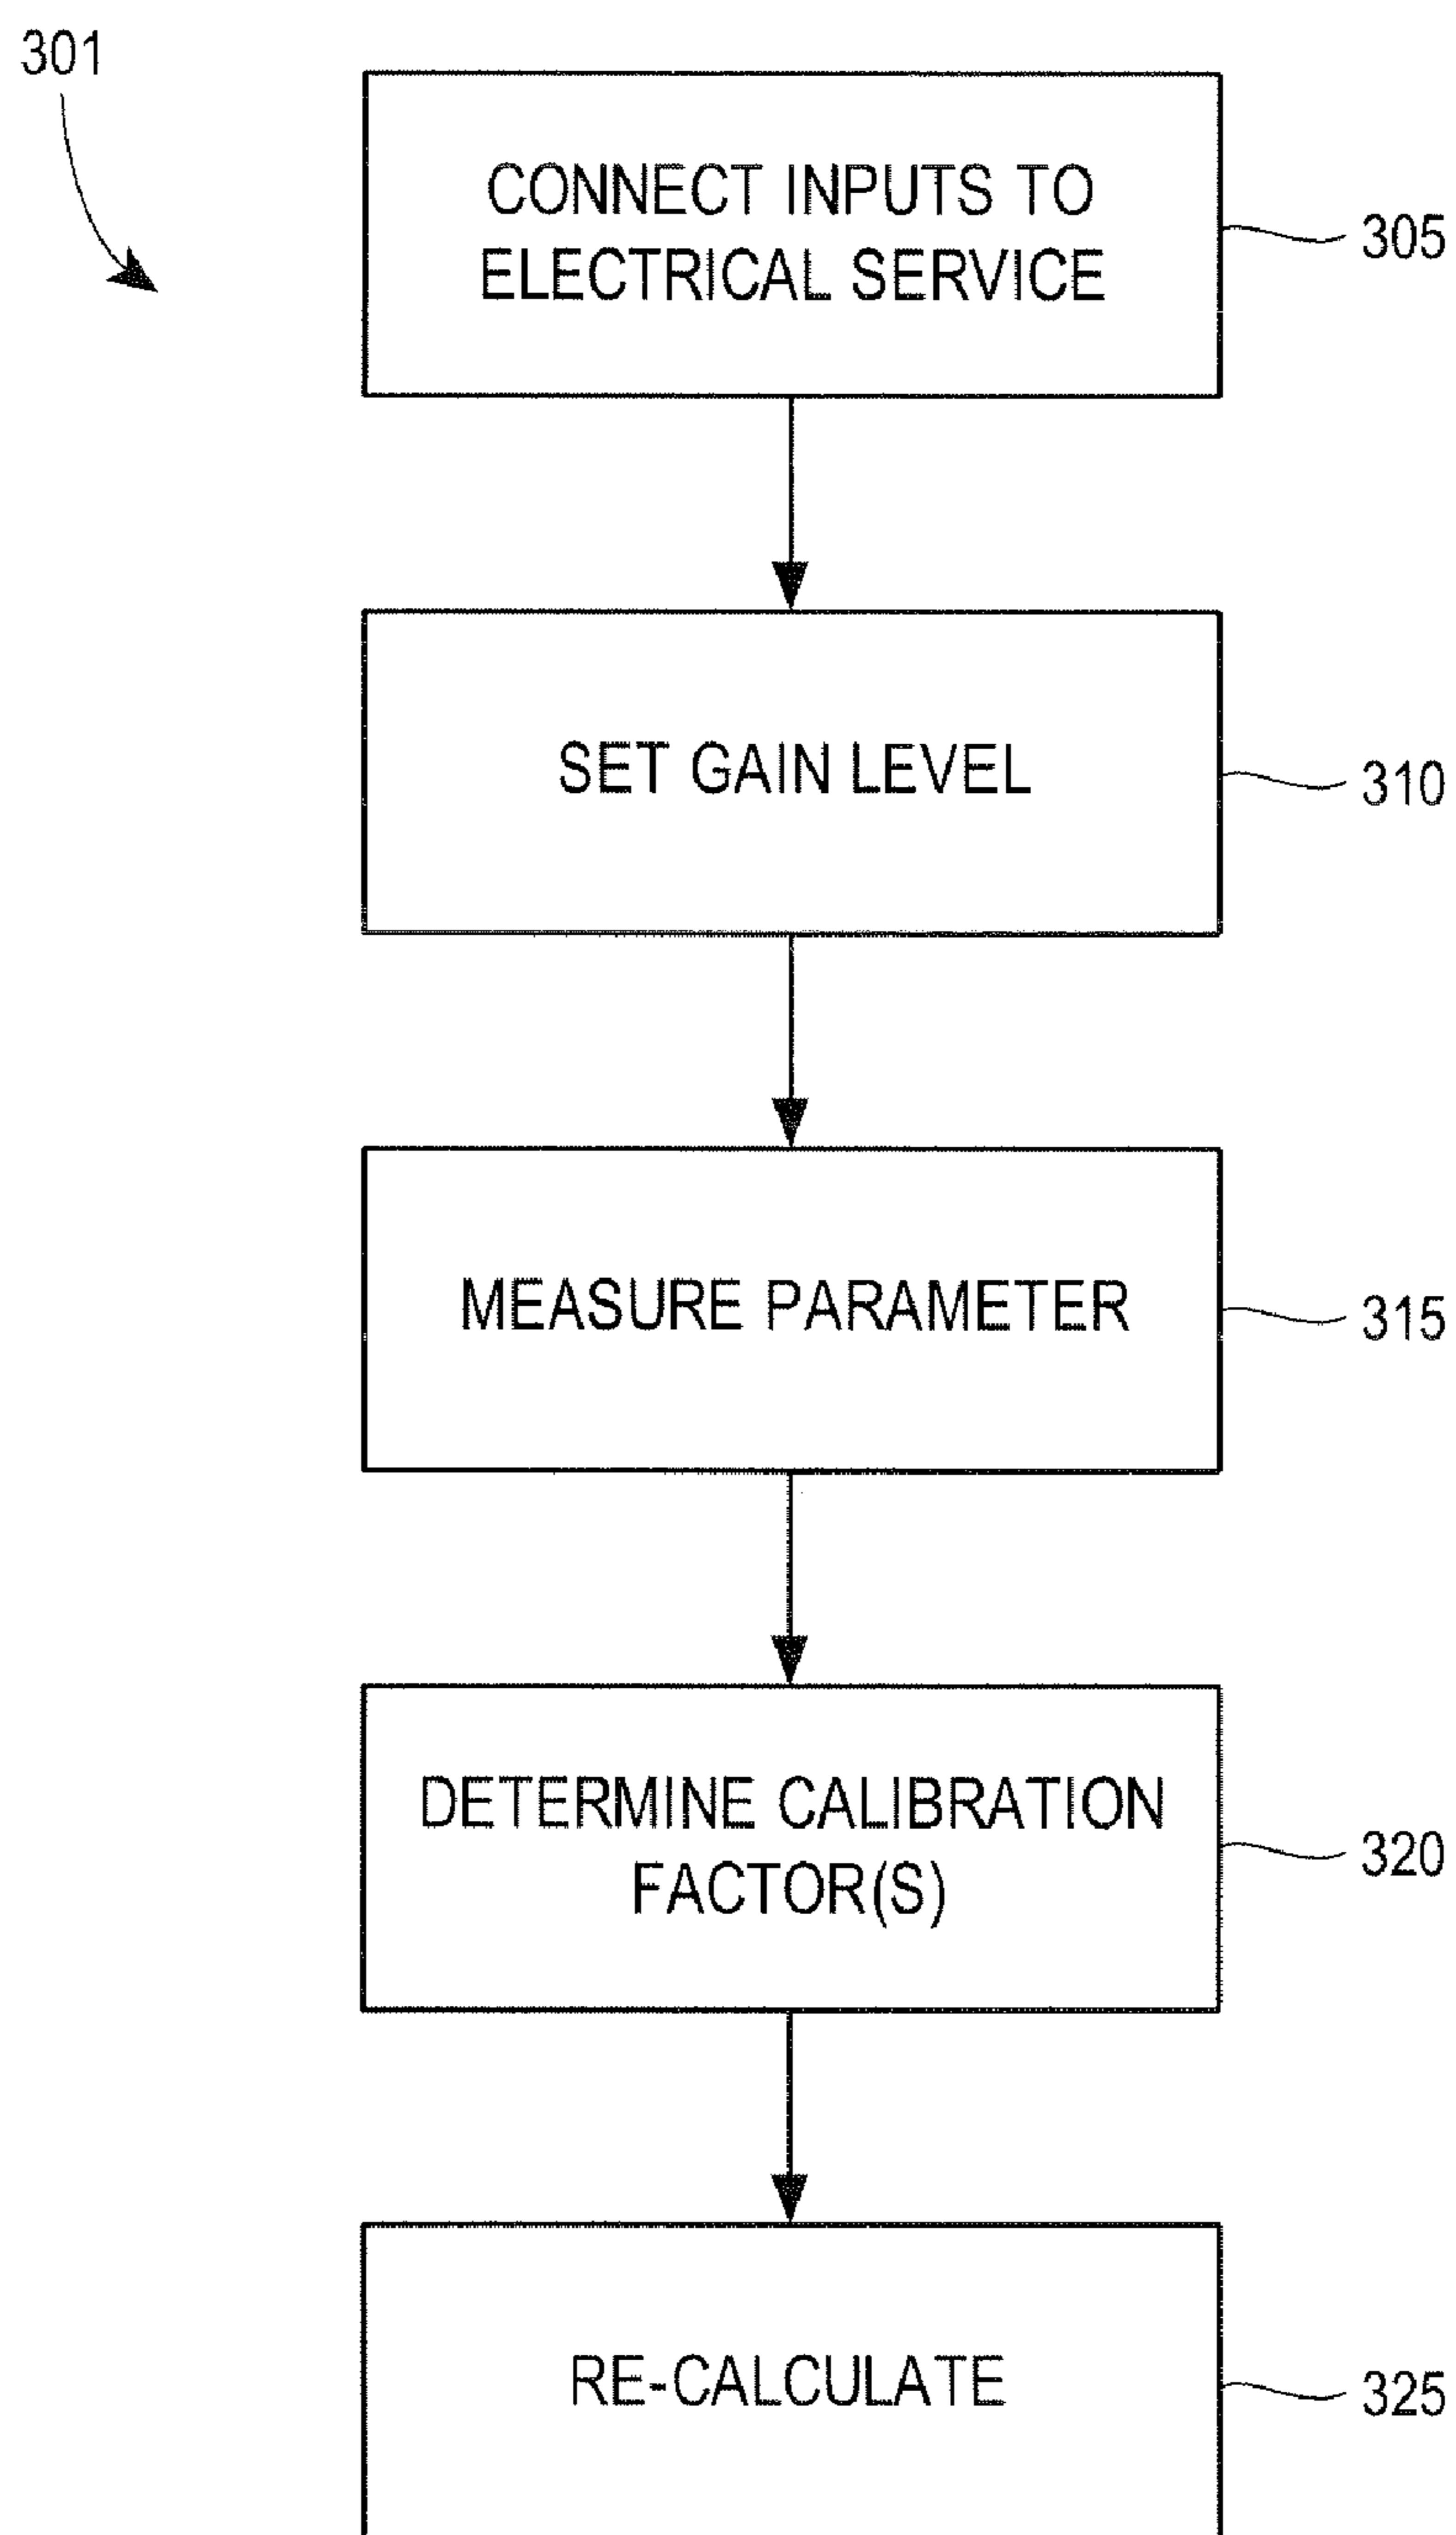 301
CONNECT INPUTS TO
ELECTRICAL SERVICE
305
SET GAIN LEVEL
310
MEASURE PARAMETER
315
DETERMINE CALIBRATION
FACTOR(S)
320
RE-CALCULATE
325